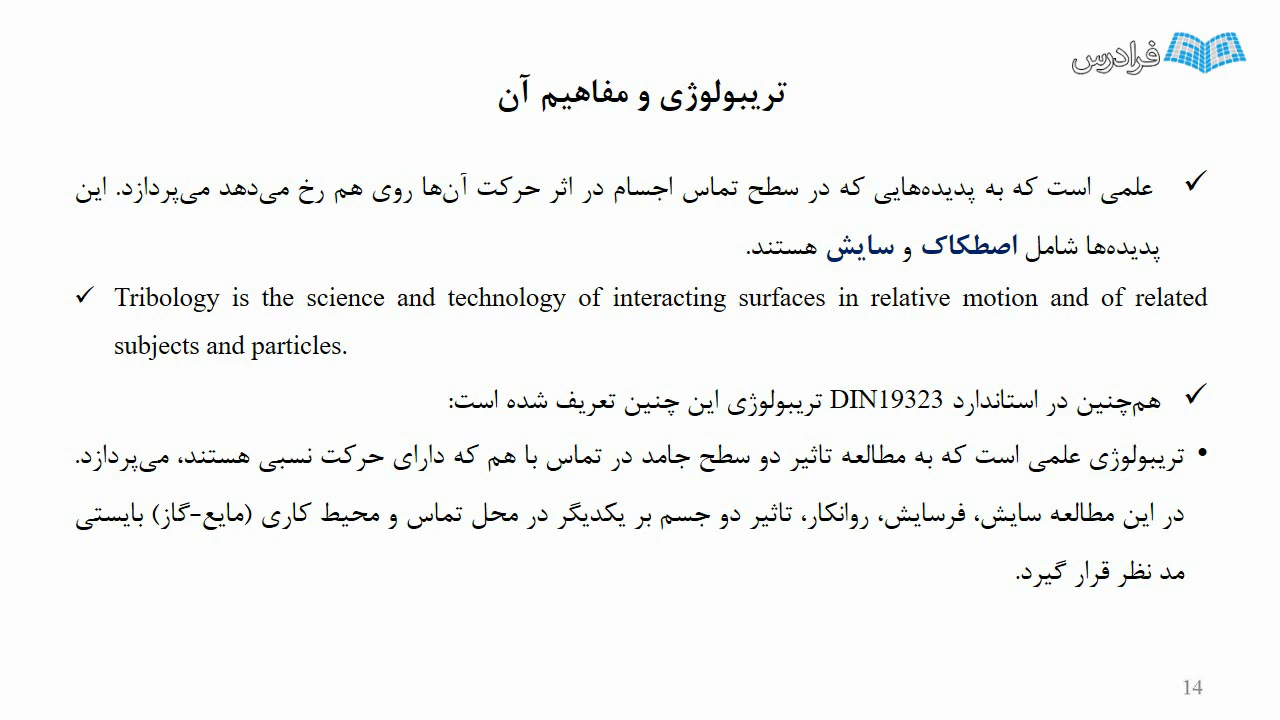 فرادرس
تریبولوژی و مفاهیم آن
✓ علمی است که به پدیده‌هایی که در سطح تماس اجسام در اثر حرکت آن‌ها روی هم رخ می‌دهد می‌پردازد. این
پدیده‌ها شامل اصطکاک و سایش هستند.
✓ Tribology is the science and technology of interacting surfaces in relative motion and of related
subjects and particles.
✓ هم‌چنین در استاندارد DIN19323 تریبولوژی این چنین تعریف شده است:
• تریبولوژی علمی است که به مطالعه تاثیر دو سطح جامد در تماس با هم که دارای حرکت نسبی هستند، می‌پردازد.
در این مطالعه سایش، فرسایش، روانکار، تاثیر دو جسم بر یکدیگر در محل تماس و محیط کاری (مایع-گاز) بایستی
مد نظر قرار گیرد.
14